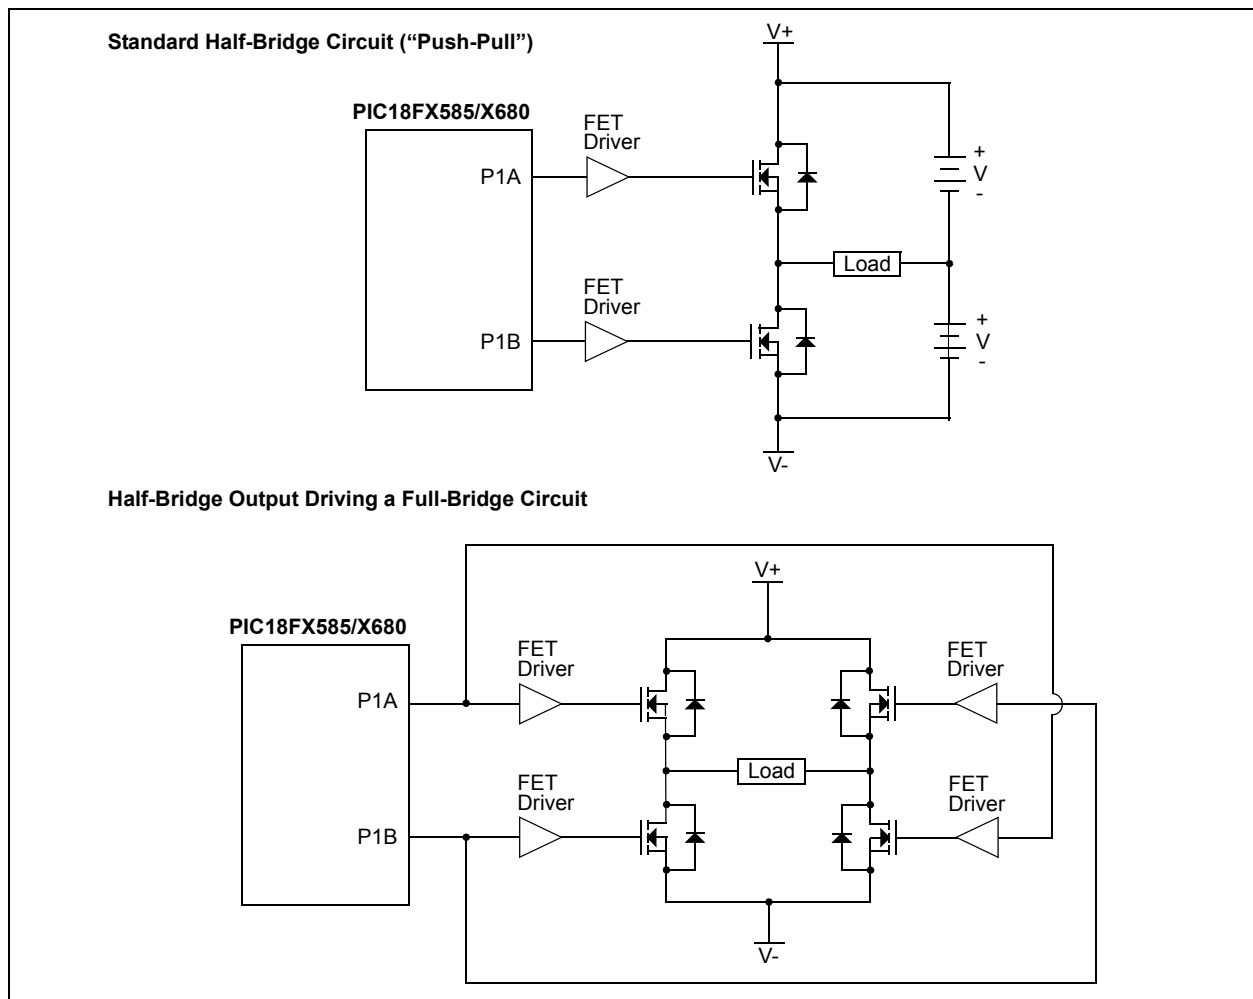 Standard Half-Bridge Circuit (“Push-Pull”)
V+
PIC18FX585/X680
FET
Driver
P1A
+
V
-
Load
FET
Driver
P1B
+
V
-
V-
Half-Bridge Output Driving a Full-Bridge Circuit
V+
PIC18FX585/X680
FET
Driver
FET
Driver
P1A
Load
FET
Driver
FET
Driver
P1B
V-